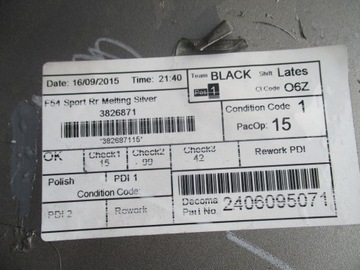 Date: 16/09/2015 Time: 21:40 Team BLACK Shift Lates
Pos 1 Cl Code O6Z
F54 Sport Rr Melting Silver
3826871
*382687115*
Condition Code 1
PacOp: 15
OK Check1 15 Check2 99 Check3 42 Rework PDI
Polish PDI 1
Condition Code:
PDI 2 Rework
Decoma
Part No. 2406095071